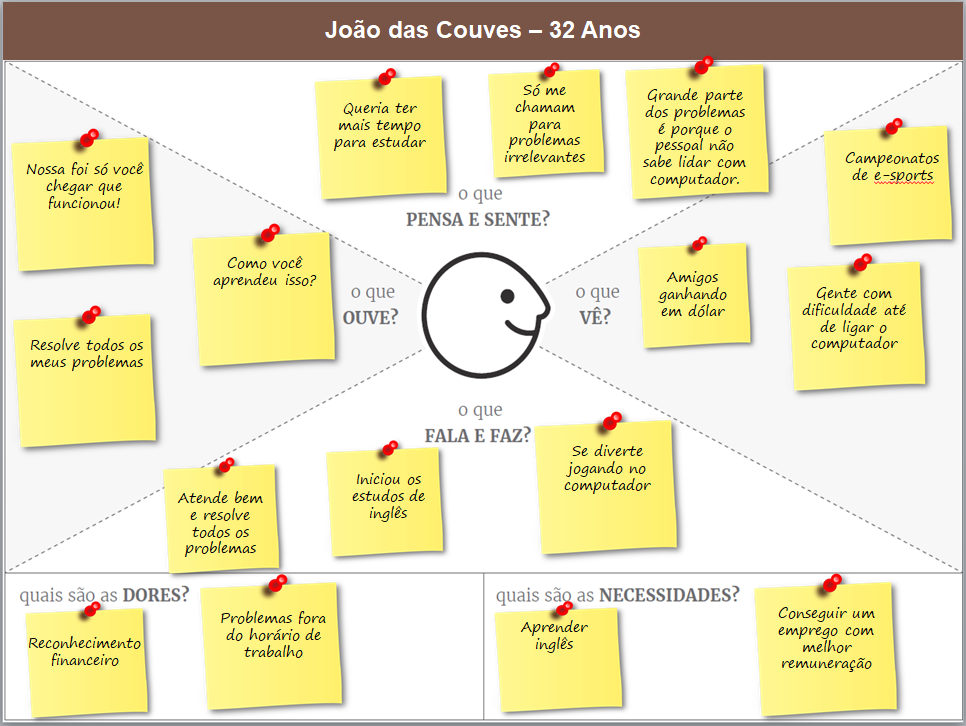 João das Couves – 32 Anos
Queria ter
mais tempo
para estudar
Só me
chamam
para
problemas
irrelevantes
Grande parte
dos problemas
é porque o
pessoal não
sabe lidar com
computador.
o que
PENSA E SENTE?
Nossa foi só você
chegar que
funcionou!
Como você
aprendeu isso?
Resolve todos os
meus problemas
o que
OUVE?
o que
VÊ?
Campeonatos
de e-sports
Amigos
ganhando
em dólar
Gente com
dificuldade até
de ligar o
computador
o que
FALA E FAZ?
Atende bem
e resolve
todos os
problemas
Iniciou os
estudos de
inglês
Se diverte
jogando no
computador
quais são as DORES?
Reconhecimento
financeiro
Problemas fora
do horário de
trabalho
quais são as NECESSIDADES?
Aprender
inglês
Conseguir um
emprego com
melhor
remuneração